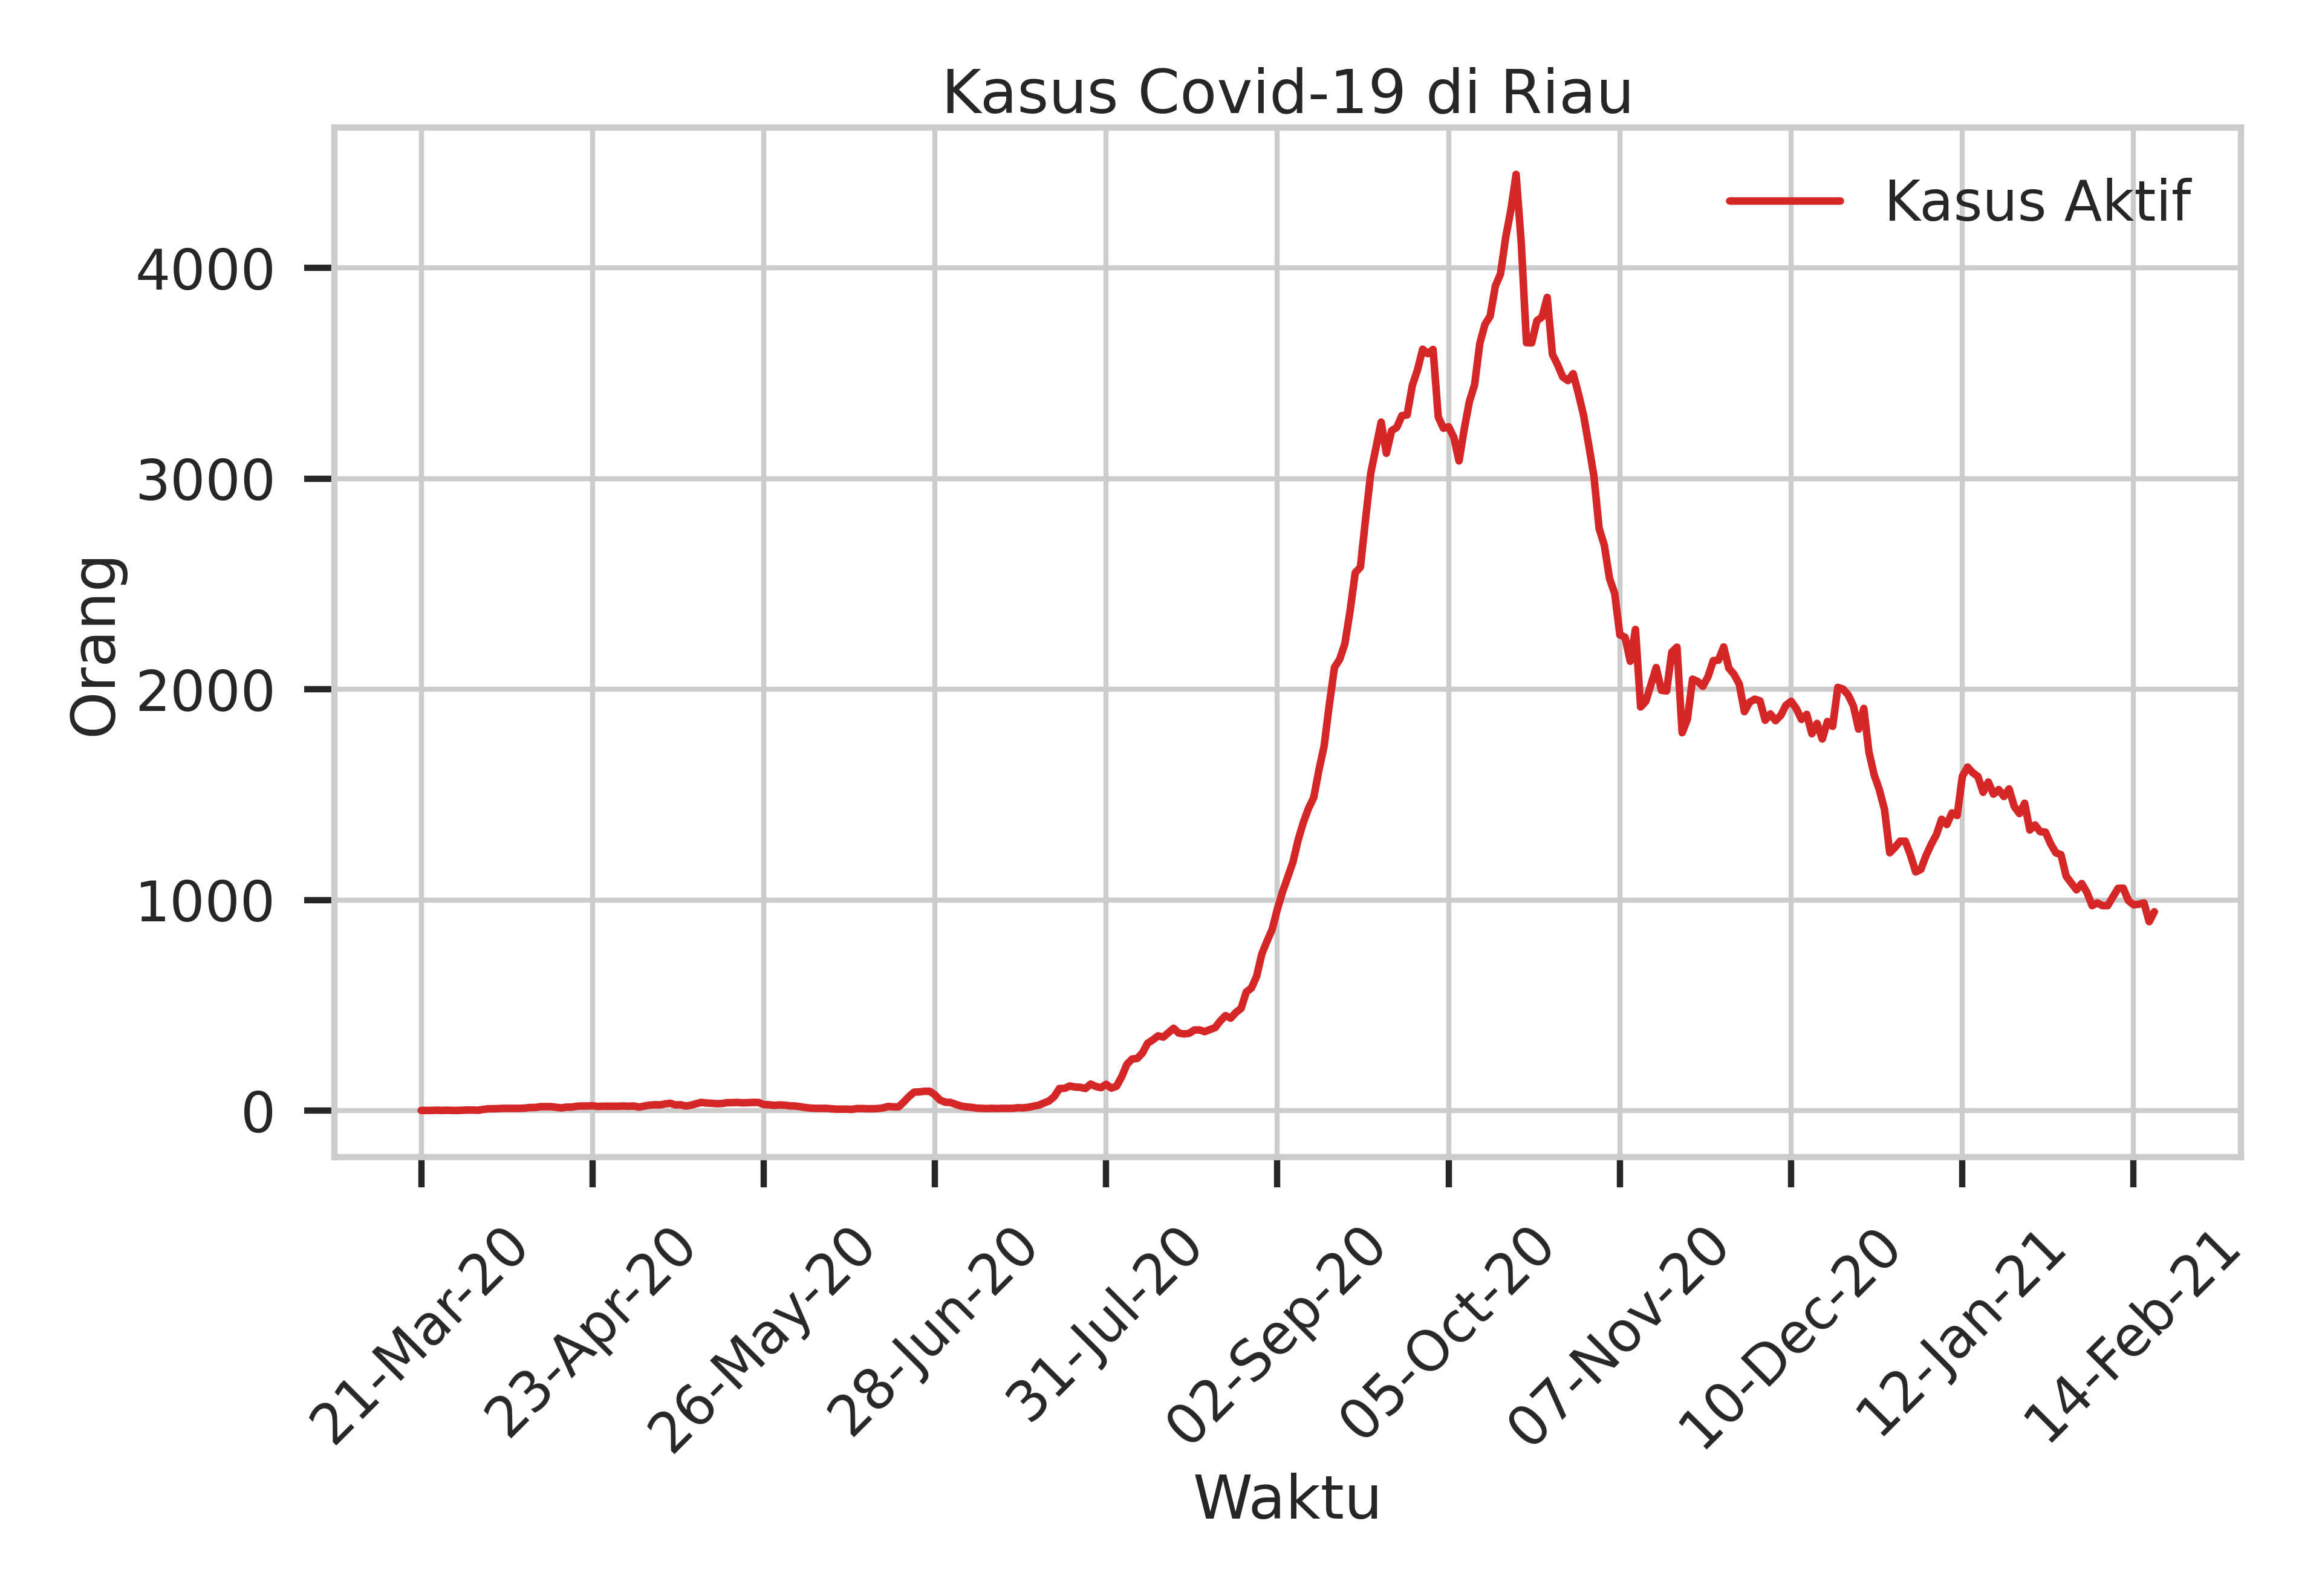 Kasus Covid-19 di Riau
Kasus Aktif
4000
3000
2000
1000
0
Orang
21-Mar-20
23-Apr-20
26-May-20
28-Jun-20
31-Jul-20
02-Sep-20
05-Oct-20
07-Nov-20
10-Dec-20
12-Jan-21
14-Feb-21
Waktu